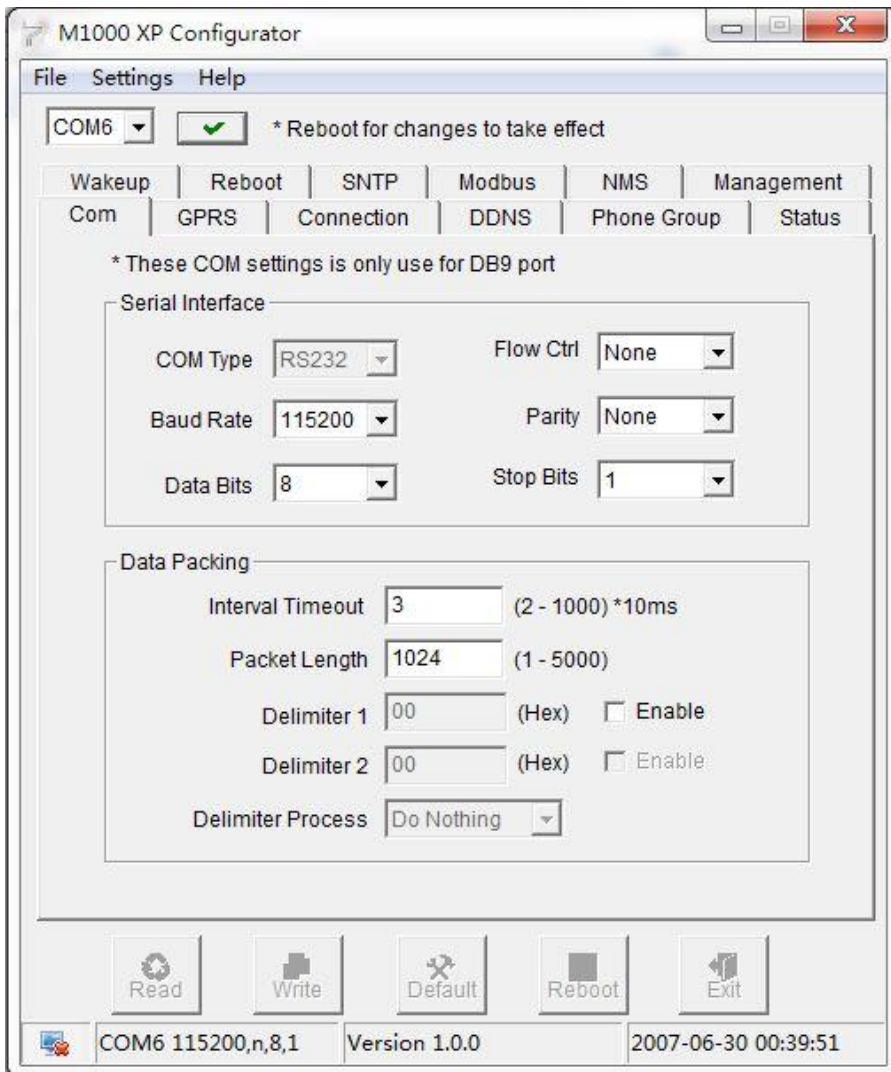 M1000 XP Configurator
File Settings Help
COM6 * Reboot for changes to take effect
Wakeup Reboot SNTP Modbus NMS Management
Com GPRS Connection DDNS Phone Group Status
* These COM settings is only use for DB9 port
Serial Interface
COM Type RS232 Flow Ctrl None
Baud Rate 115200 Parity None
Data Bits 8 Stop Bits 1
Data Packing
Interval Timeout 3 (2 - 1000) *10ms
Packet Length 1024 (1 - 5000)
Delimiter 1 00 (Hex) Enable
Delimiter 2 00 (Hex) Enable
Delimiter Process Do Nothing
Read Write Default Reboot Exit
COM6 115200,n,8,1 Version 1.0.0 2007-06-30 00:39:51